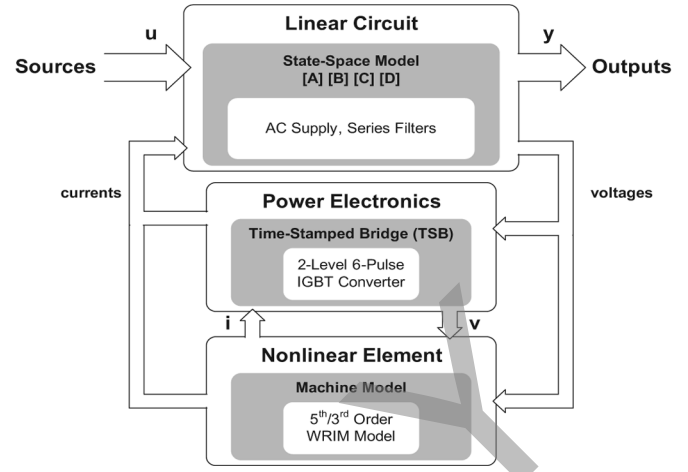 Linear Circuit
u
y
Sources
State-Space Model
[A] [B] [C] [D]
Outputs
AC Supply, Series Filters
currents
voltages
Power Electronics
Time-Stamped Bridge (TSB)
2-Level 6-Pulse
IGBT Converter
i
v
Nonlinear Element
Machine Model
5th/3rd Order
WRIM Model